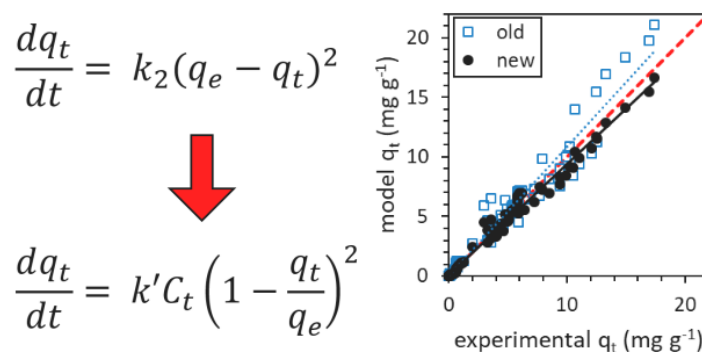 dq_t/dt = k_2(q_e − q_t)^2
dq_t/dt = k′C_t(1 − q_t/q_e)^2
old
new
model q_t (mg g⁻¹)
20
15
10
5
0
0 10 20
experimental q_t (mg g⁻¹)